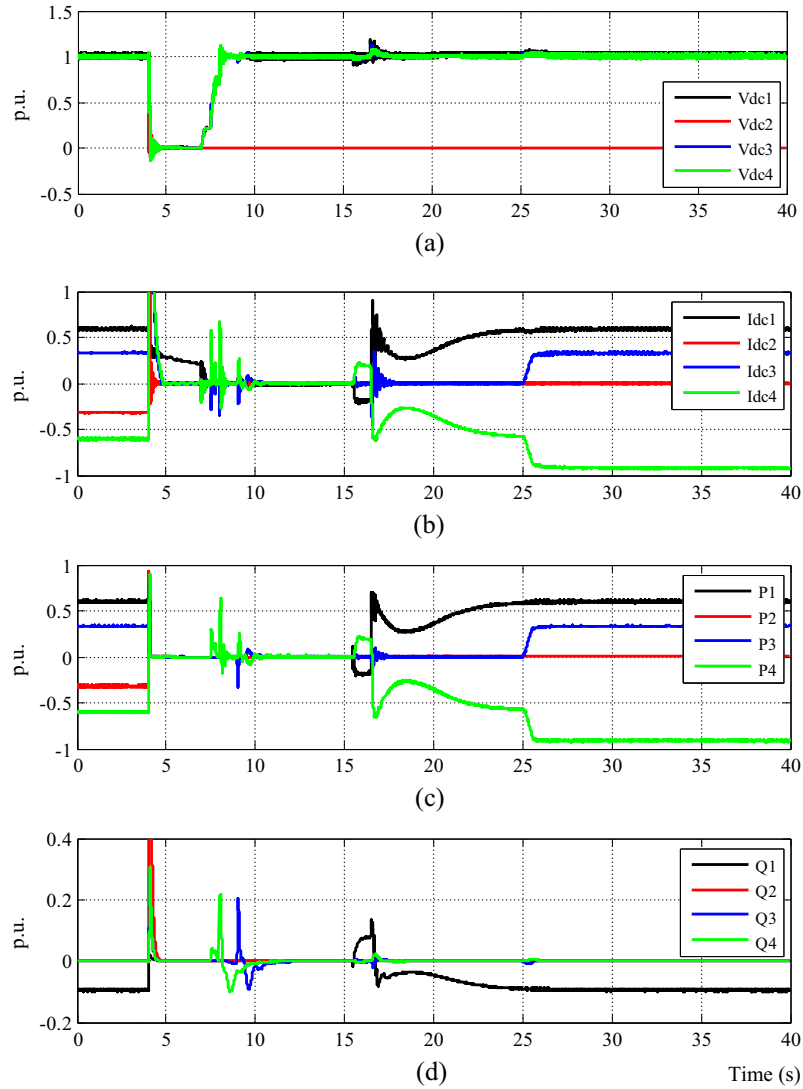 1.5
1
0.5
0
-0.5
p.u.
Vdc1
Vdc2
Vdc3
Vdc4
0 5 10 15 20 25 30 35 40
(a)
1
0.5
0
-0.5
-1
p.u.
Idc1
Idc2
Idc3
Idc4
0 5 10 15 20 25 30 35 40
(b)
1
0.5
0
-0.5
-1
p.u.
P1
P2
P3
P4
0 5 10 15 20 25 30 35 40
(c)
0.4
0.2
0
-0.2
p.u.
Q1
Q2
Q3
Q4
0 5 10 15 20 25 30 35 40
(d) Time (s)